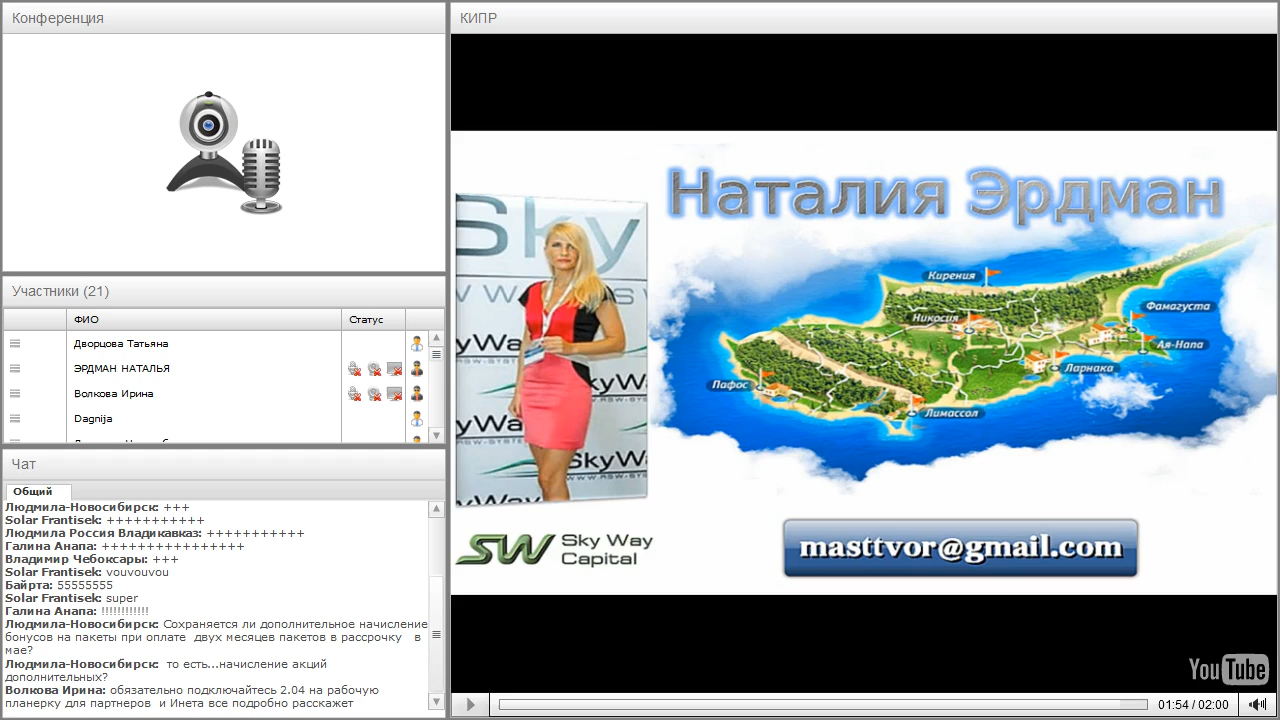 Конференция
Участники (21)
ФИО
Статус
Дворцова Татьяна
ЭРДМАН НАТАЛЬЯ
Волкова Ирина
Dagnija
Чат
Общий
Людмила-Новосибирск: +++
Solar Frantisek: +++++++++++
Людмила Россия Владикавказ: +++++++++++
Галина Анапа: ++++++++++++++++
Владимир Чебоксары: +++
Solar Frantisek: vouvouvou
Байрта: 55555555
Solar Frantisek: super
Галина Анапа: !!!!!!!!!!!!
Людмила-Новосибирск: Сохраняется ли дополнительное начисление
бонусов на пакеты при оплате двух месяцев пакетов в рассрочку в
мае?
Людмила-Новосибирск: то есть...начисление акций
дополнительных?
Волкова Ирина: обязательно подключайтесь 2.04 на рабочую
планерку для партнеров и Инета все подробно расскажет
КИПР
Наталия Эрдман
Sky
SkyWay
Кирения
Никосия
Фамагуста
Ая-Напа
Ларнака
Пафос
Лимассол
SW Sky Way
Capital
masttvor@gmail.com
YouTube
01:54 / 02:00